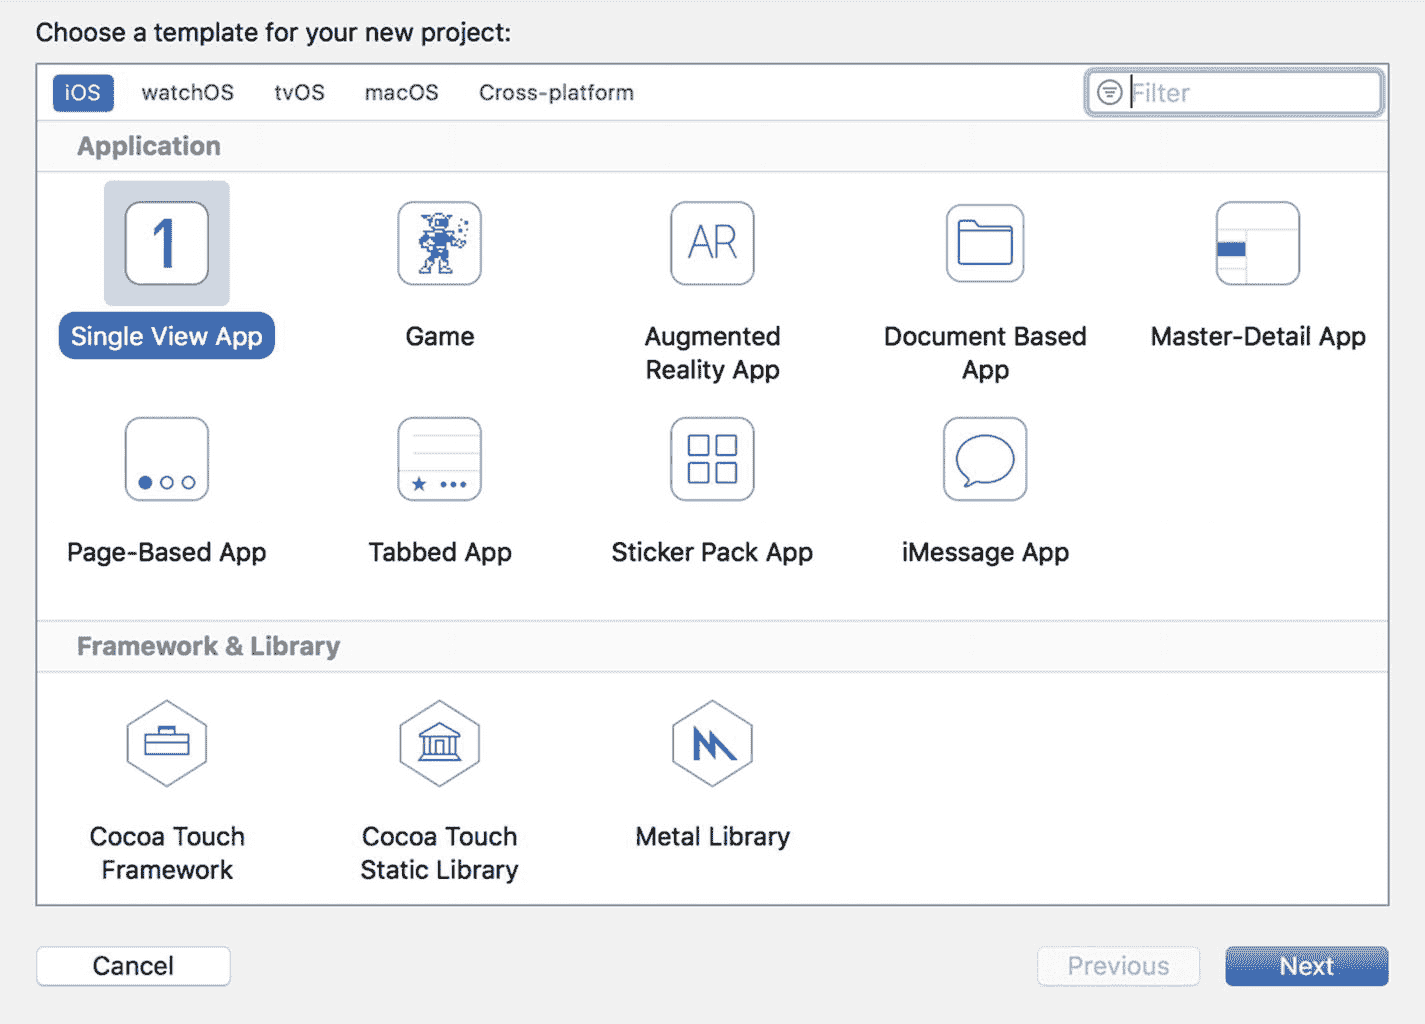 Choose a template for your new project:
iOS watchOS tvOS macOS Cross-platform Filter
Application
1
AR
Single View App
Game
Augmented
Reality App
Document Based
App
Master-Detail App
Page-Based App
Tabbed App
Sticker Pack App
iMessage App
Framework & Library
Cocoa Touch
Framework
Cocoa Touch
Static Library
Metal Library
Cancel
Previous
Next